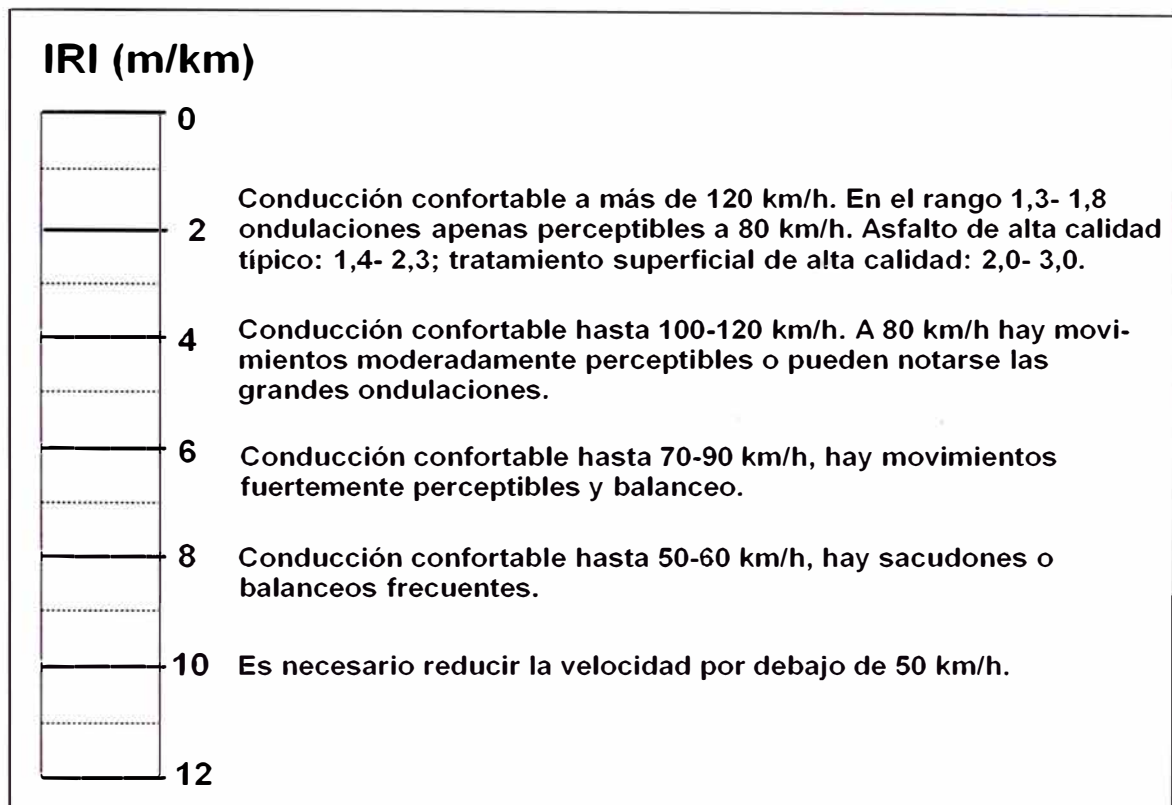 IRI (m/km)
0
2
Conducción confortable a más de 120 km/h. En el rango 1,3- 1,8
ondulaciones apenas perceptibles a 80 km/h. Asfalto de alta calidad
típico: 1,4- 2,3; tratamiento superficial de alta calidad: 2,0- 3,0.
4
Conducción confortable hasta 100-120 km/h. A 80 km/h hay movi-
mientos moderadamente perceptibles o pueden notarse las
grandes ondulaciones.
6
Conducción confortable hasta 70-90 km/h, hay movimientos
fuertemente perceptibles y balanceo.
8
Conducción confortable hasta 50-60 km/h, hay sacudones o
balanceos frecuentes.
10
Es necesario reducir la velocidad por debajo de 50 km/h.
12